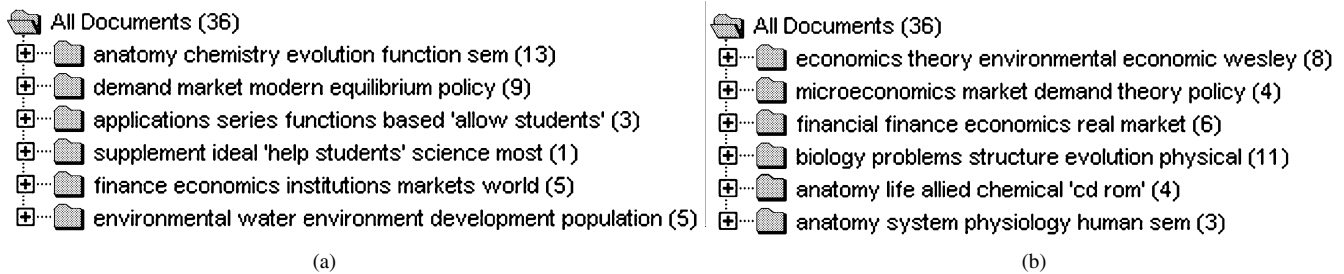 All Documents (36)
anatomy chemistry evolution function sem (13)
demand market modern equilibrium policy (9)
applications series functions based 'allow students' (3)
supplement ideal 'help students' science most (1)
finance economics institutions markets world (5)
environmental water environment development population (5)
(a)
All Documents (36)
economics theory environmental economic wesley (8)
microeconomics market demand theory policy (4)
financial finance economics real market (6)
biology problems structure evolution physical (11)
anatomy life allied chemical 'cd rom' (4)
anatomy system physiology human sem (3)
(b)